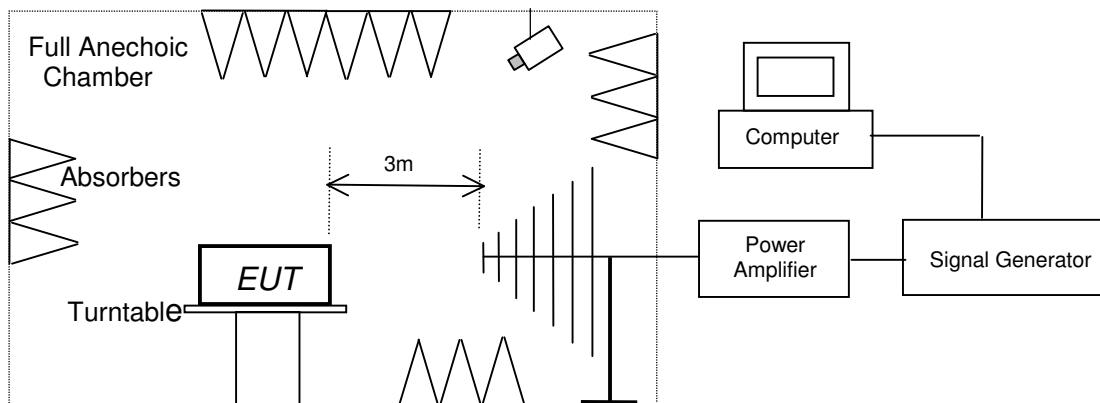 Full Anechoic
Chamber
Computer
3m
Absorbers
Power
Amplifier
Signal Generator
EUT
Turntable